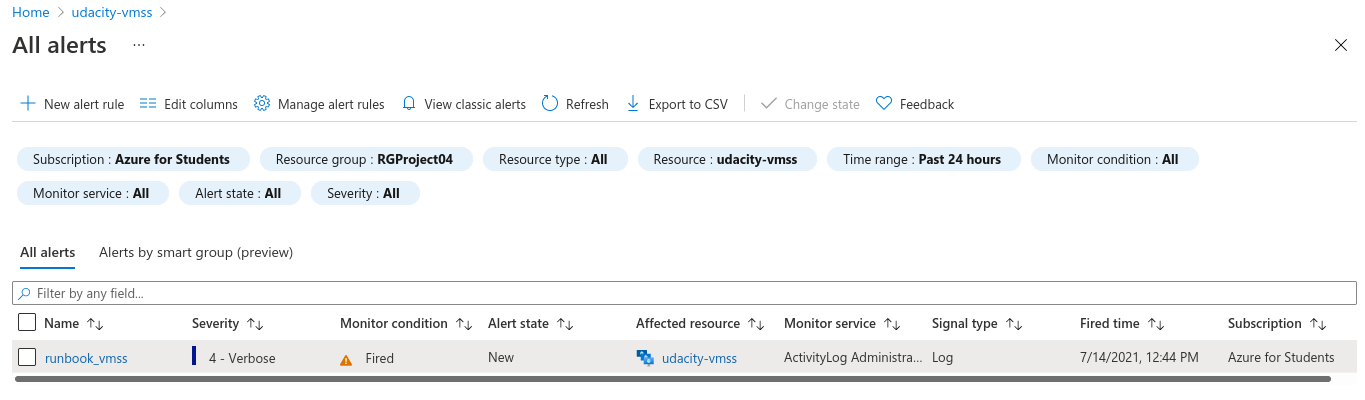 Home > udacity-vmss >
All alerts ...
New alert rule Edit columns Manage alert rules View classic alerts Refresh Export to CSV Change state Feedback
Subscription : Azure for Students Resource group : RGProject04 Resource type : All Resource : udacity-vmss Time range : Past 24 hours Monitor condition : All
Monitor service : All Alert state : All Severity : All
All alerts Alerts by smart group (preview)
Filter by any field...
Name Severity Monitor condition Alert state Affected resource Monitor service Signal type Fired time Subscription
runbook_vmss 4 - Verbose Fired New udacity-vmss ActivityLog Administra... Log 7/14/2021, 12:44 PM Azure for Students